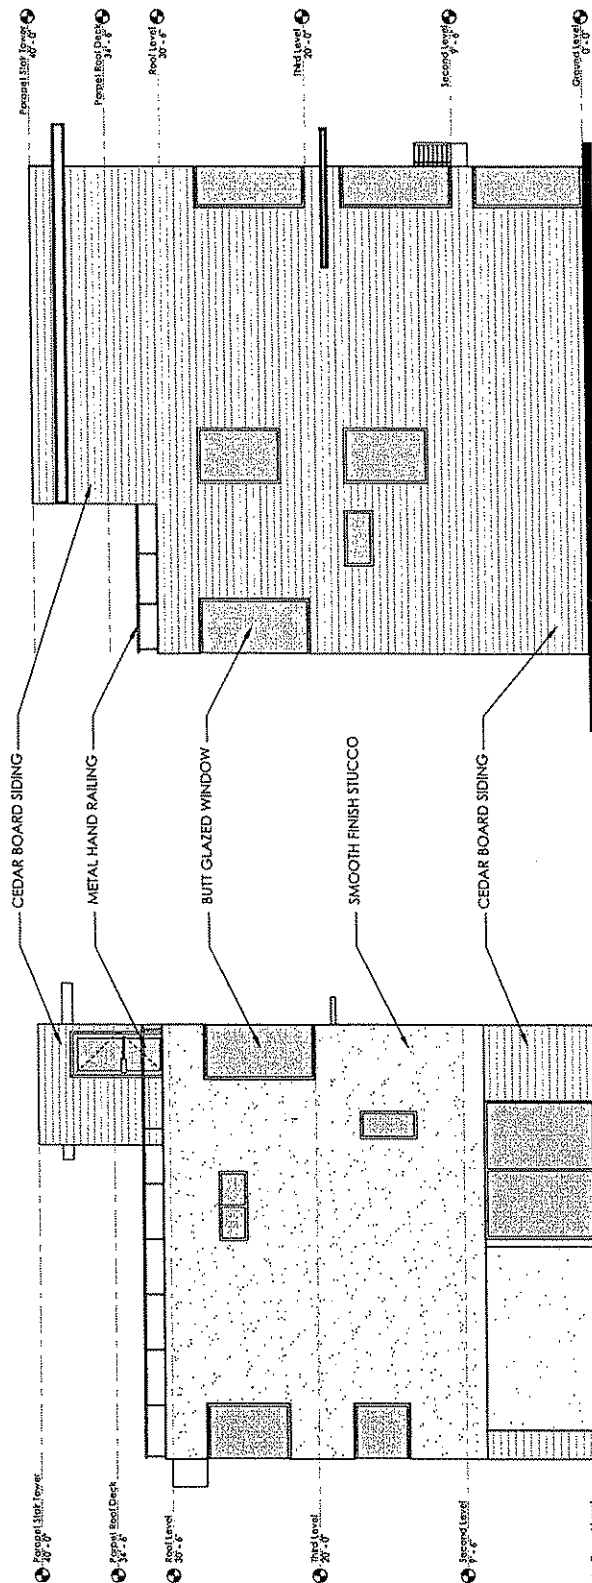 Parapet Stair Tower
40' - 0"
Parapet Roof Deck
34' - 6"
Roof Level
30' - 6"
Third Level
20' - 0"
Second Level
9' - 6"
Ground Level
0' - 0"
CEDAR BOARD SIDING
METAL HAND RAILING
BUTT GLAZED WINDOW
SMOOTH FINISH STUCCO
CEDAR BOARD SIDING
Parapet Stair Tower
40' - 0"
Parapet Roof Deck
34' - 6"
Roof Level
30' - 6"
Third Level
20' - 0"
Second Level
9' - 6"